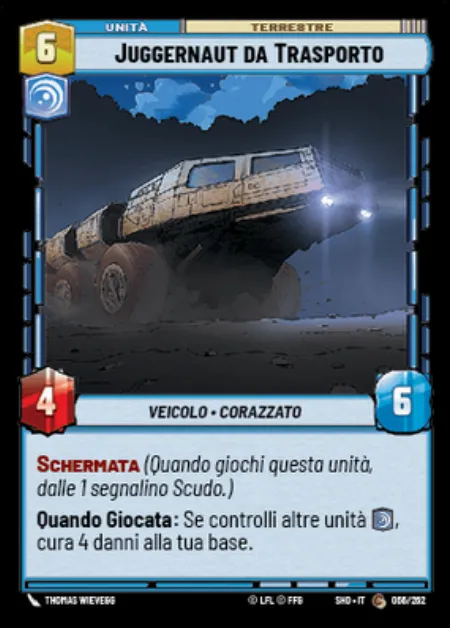 UNITÀ
TERRESTRE
6
JUGGERNAUT DA TRASPORTO
4
VEICOLO • CORAZZATO
6
SCHERMATA (Quando giochi questa unità,
dalle 1 segnalino Scudo.)
Quando Giocata: Se controlli altre unità,
cura 4 danni alla tua base.
THOMAS WIEVEGG
© LFL © FFG
SHD • IT
066/262